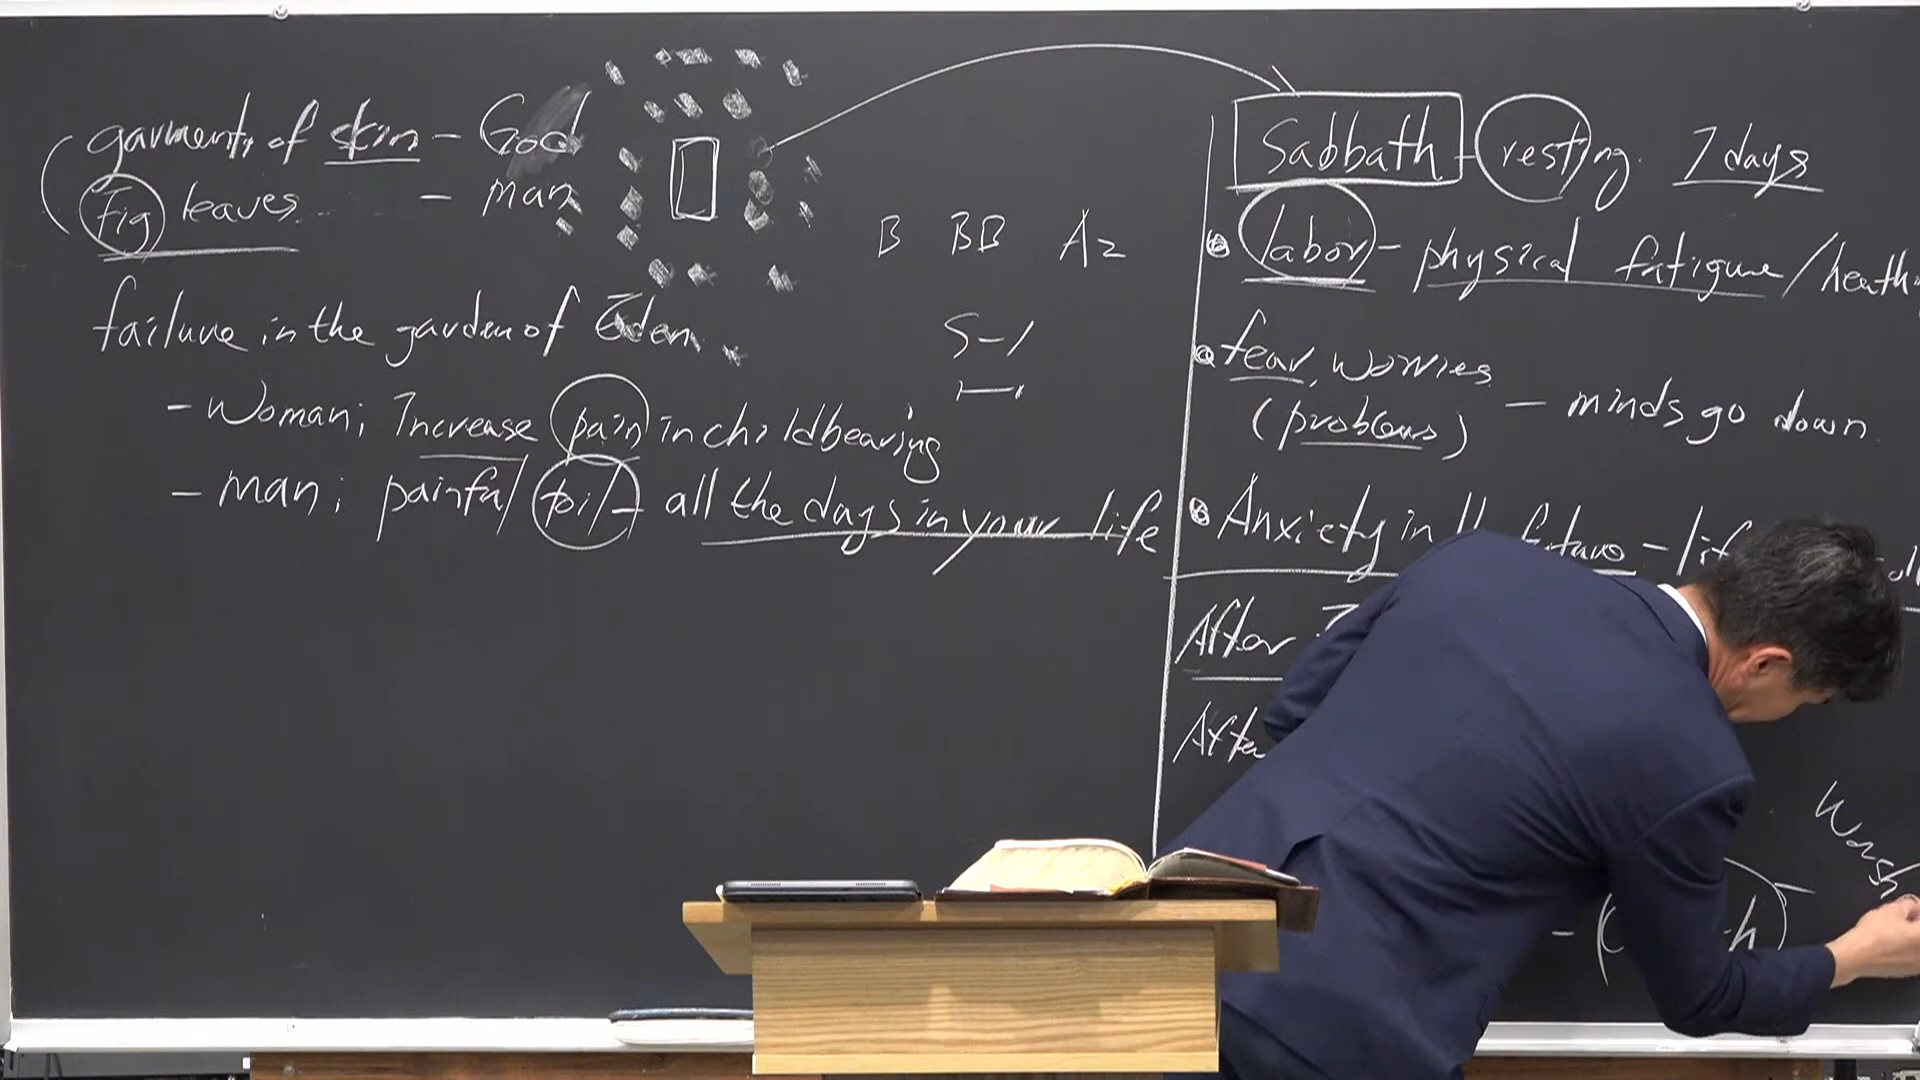 garments of skin - God
Fig leaves - man
failure in the garden of Eden
- Woman; Increase pain in childbearing
- man; painful toil - all the days in your life
B BB A2
S-1
Sabbath - resting. 7 days
labor - physical fatigue /
fear, worries
(problems) - minds go down
Anxiety in future -
After